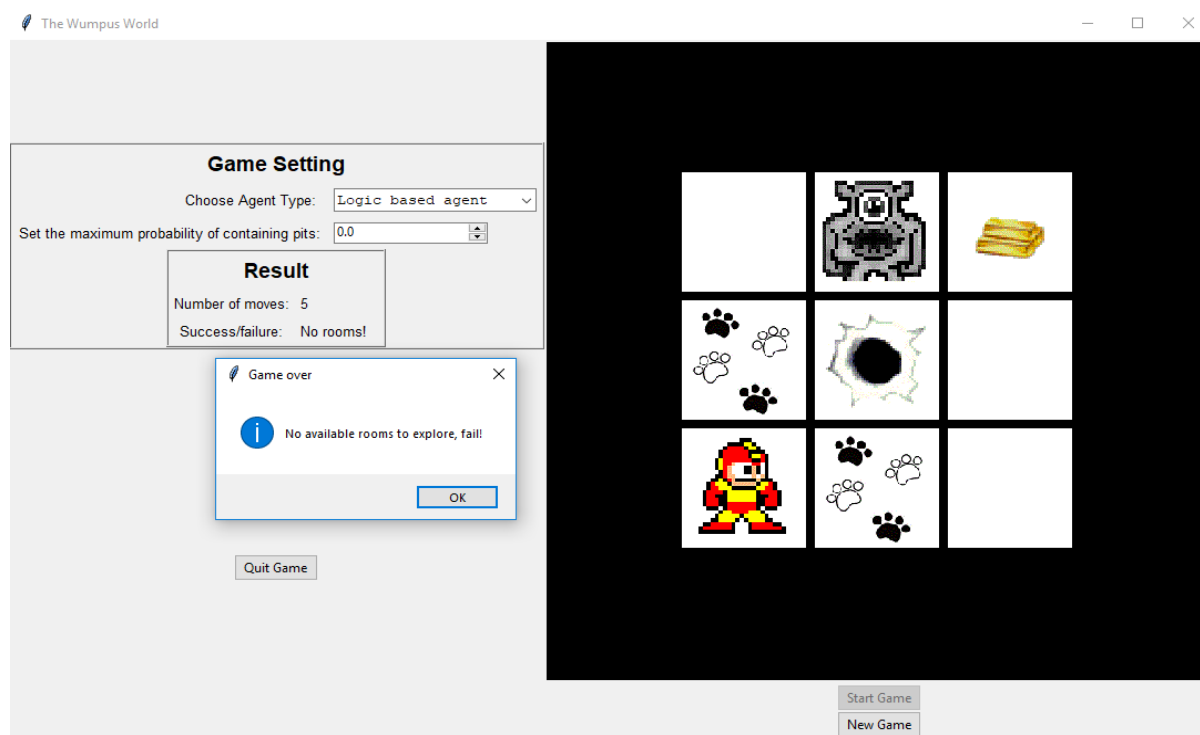 The Wumpus World
Game Setting
Choose Agent Type: Logic based agent
Set the maximum probability of containing pits: 0.0
Result
Number of moves: 5
Success/failure: No rooms!
Game over
No available rooms to explore, fail!
OK
Quit Game
Start Game
New Game